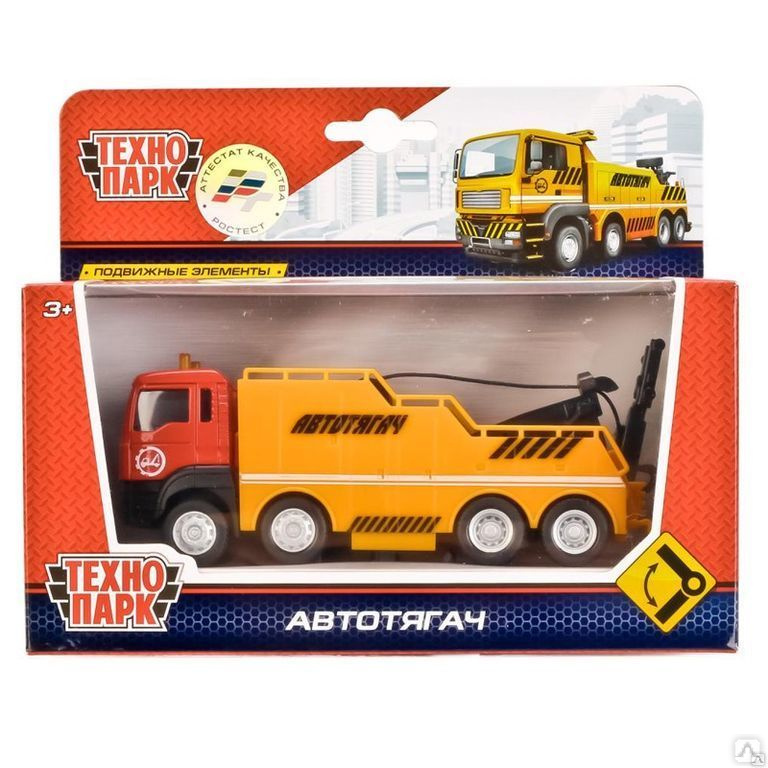 ТЕХНО
ПАРК
АТТЕСТАТ КАЧЕСТВА
РОСТЕСТ
АВТОТЯГАЧ
ПОДВИЖНЫЕ ЭЛЕМЕНТЫ
3+
АВТОТЯГАЧ
ТЕХНО
ПАРК
АВТОТЯГАЧ